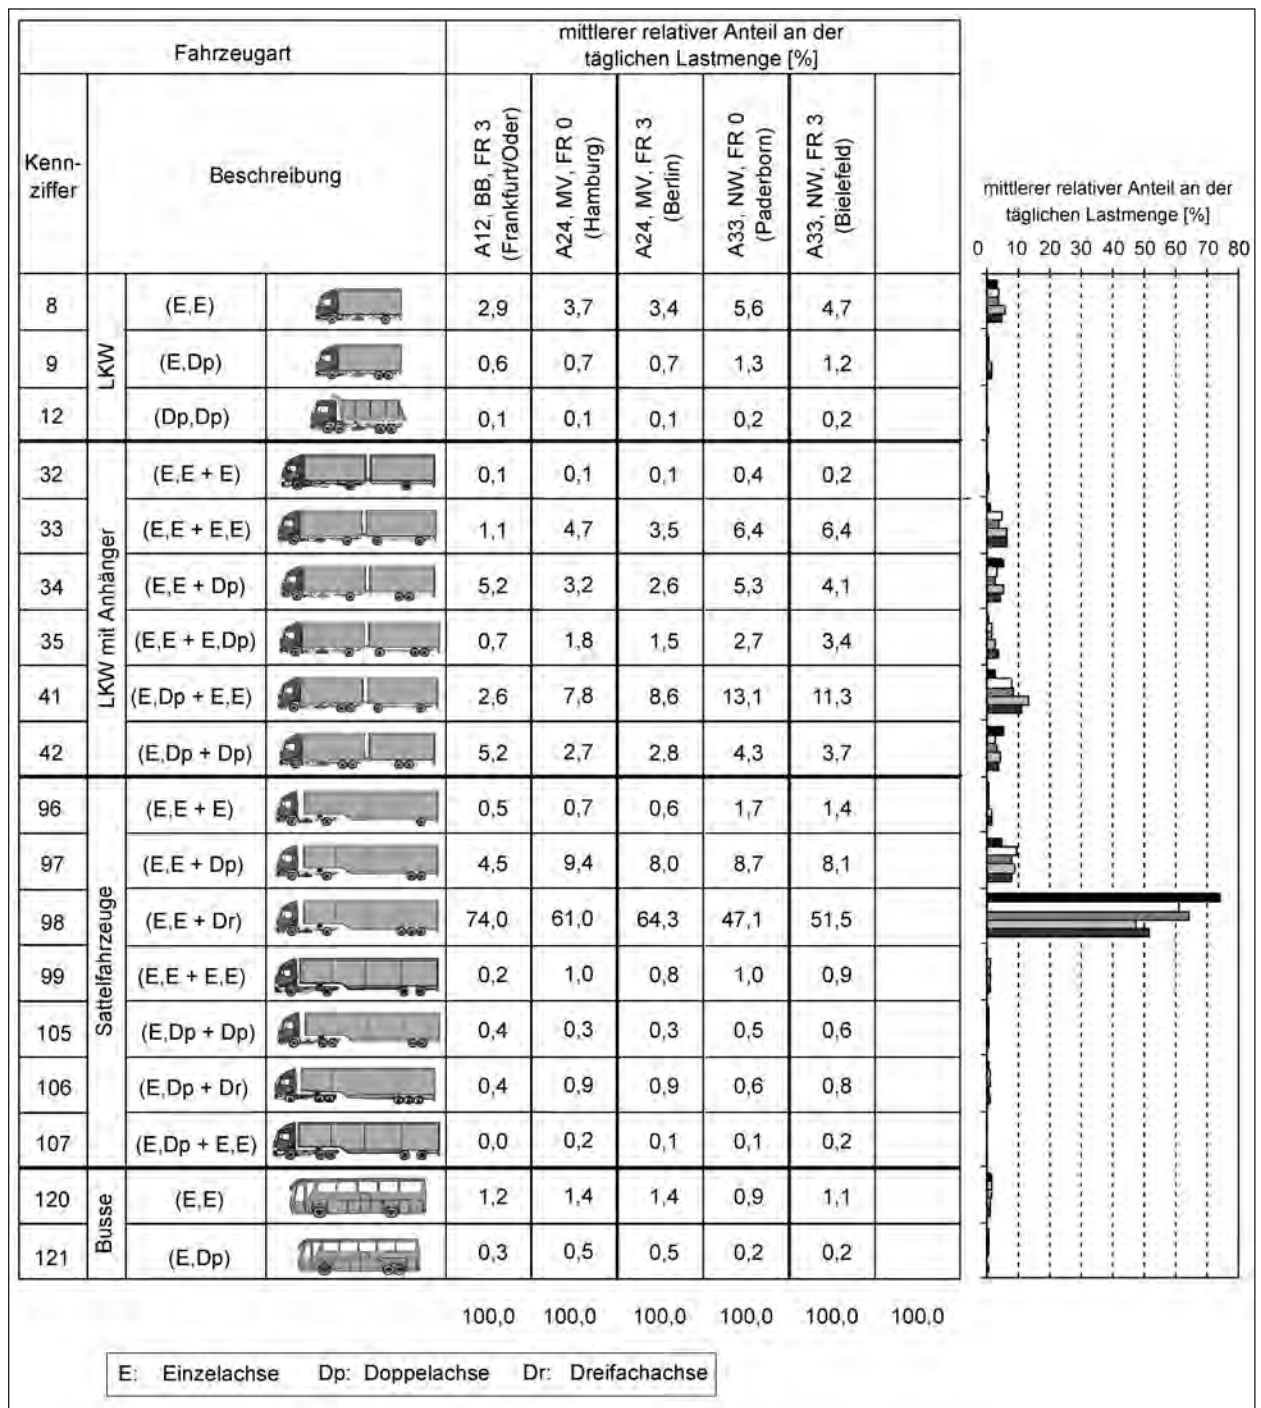 Fahrzeugart
mittlerer relativer Anteil an der
täglichen Lastmenge [%]
Kenn-
ziffer
Beschreibung
A12, BB, FR 3
(Frankfurt/Oder)
A24, MV, FR 0
(Hamburg)
A24, MV, FR 3
(Berlin)
A33, NW, FR 0
(Paderborn)
A33, NW, FR 3
(Bielefeld)
mittlerer relativer Anteil an der
täglichen Lastmenge [%]
0 10 20 30 40 50 60 70 80
LKW
8 (E,E) 2,9 3,7 3,4 5,6 4,7
9 (E,Dp) 0,6 0,7 0,7 1,3 1,2
12 (Dp,Dp) 0,1 0,1 0,1 0,2 0,2
LKW mit Anhänger
32 (E,E + E) 0,1 0,1 0,1 0,4 0,2
33 (E,E + E,E) 1,1 4,7 3,5 6,4 6,4
34 (E,E + Dp) 5,2 3,2 2,6 5,3 4,1
35 (E,E + E,Dp) 0,7 1,8 1,5 2,7 3,4
41 (E,Dp + E,E) 2,6 7,8 8,6 13,1 11,3
42 (E,Dp + Dp) 5,2 2,7 2,8 4,3 3,7
Sattelfahrzeuge
96 (E,E + E) 0,5 0,7 0,6 1,7 1,4
97 (E,E + Dp) 4,5 9,4 8,0 8,7 8,1
98 (E,E + Dr) 74,0 61,0 64,3 47,1 51,5
99 (E,E + E,E) 0,2 1,0 0,8 1,0 0,9
105 (E,Dp + Dp) 0,4 0,3 0,3 0,5 0,6
106 (E,Dp + Dr) 0,4 0,9 0,9 0,6 0,8
107 (E,Dp + E,E) 0,0 0,2 0,1 0,1 0,2
Busse
120 (E,E) 1,2 1,4 1,4 0,9 1,1
121 (E,Dp) 0,3 0,5 0,5 0,2 0,2
100,0 100,0 100,0 100,0 100,0 100,0
E: Einzelachse Dp: Doppelachse Dr: Dreifachachse